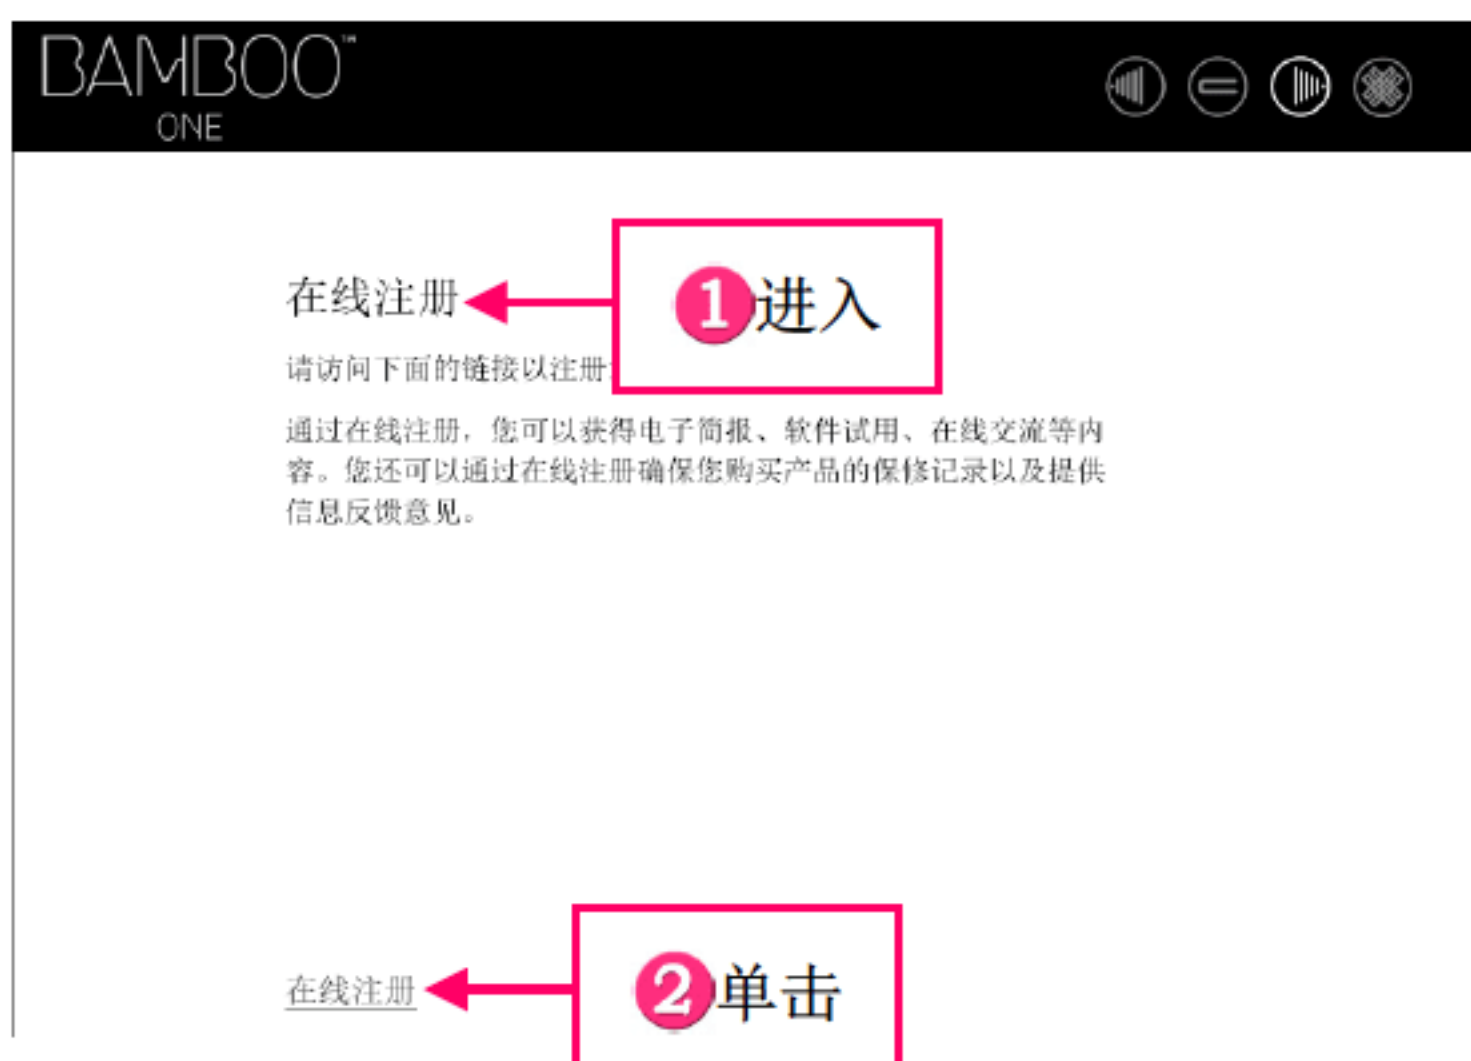 BAMBOO™
ONE
在线注册
❶进入
请访问下面的链接以注册
通过在线注册，您可以获得电子简报、软件试用、在线交流等内
容。您还可以通过在线注册确保您购买产品的保修记录以及提供
信息反馈意见。
在线注册
❷单击